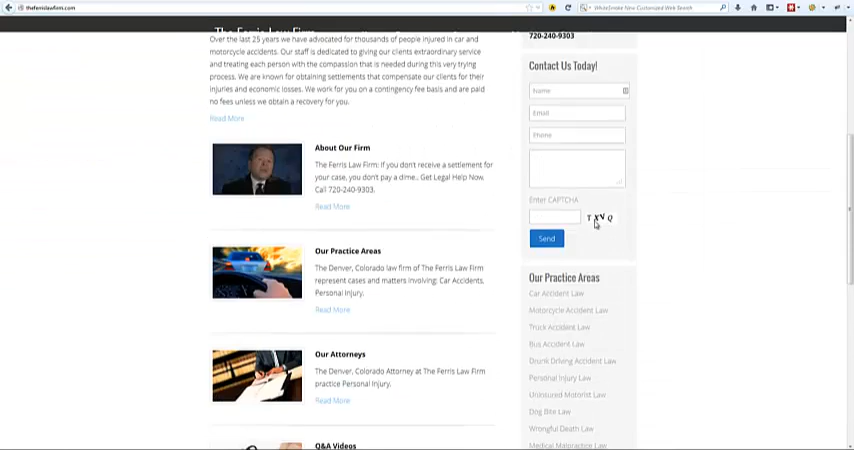 theferrislawfirm.com
WhiteSmoke New Customized Web Search
The Ferris Law Firm
Over the last 25 years we have advocated for thousands of people injured in car and
motorcycle accidents. Our staff is dedicated to giving our clients extraordinary service
and treating each person with the compassion that is needed during this very trying
process. We are known for obtaining settlements that compensate our clients for their
injuries and economic losses. We work for you on a contingency fee basis and are paid
no fees unless we obtain a recovery for you.
Read More
About Our Firm
The Ferris Law Firm: If you don't receive a settlement for
your case, you don't pay a dime.. Get Legal Help Now.
Call 720-240-9303.
Read More
Our Practice Areas
The Denver, Colorado law firm of The Ferris Law Firm
represent cases and matters involving: Car Accidents,
Personal Injury.
Read More
Our Attorneys
The Denver, Colorado Attorney at The Ferris Law Firm
practice Personal Injury.
Read More
Q&A Videos
720-240-9303
Contact Us Today!
Name
Email
Phone
Enter CAPTCHA
T X V Q
Send
Our Practice Areas
Car Accident Law
Motorcycle Accident Law
Truck Accident Law
Bus Accident Law
Drunk Driving Accident Law
Personal Injury Law
Uninsured Motorist Law
Dog Bite Law
Wrongful Death Law
Medical Malpractice Law